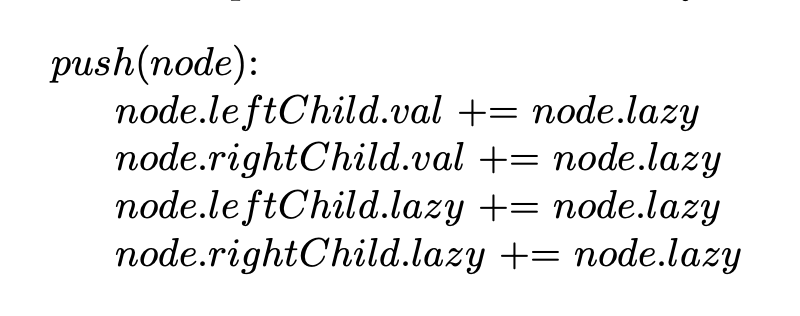 push(node):
node.leftChild.val += node.lazy
node.rightChild.val += node.lazy
node.leftChild.lazy += node.lazy
node.rightChild.lazy += node.lazy